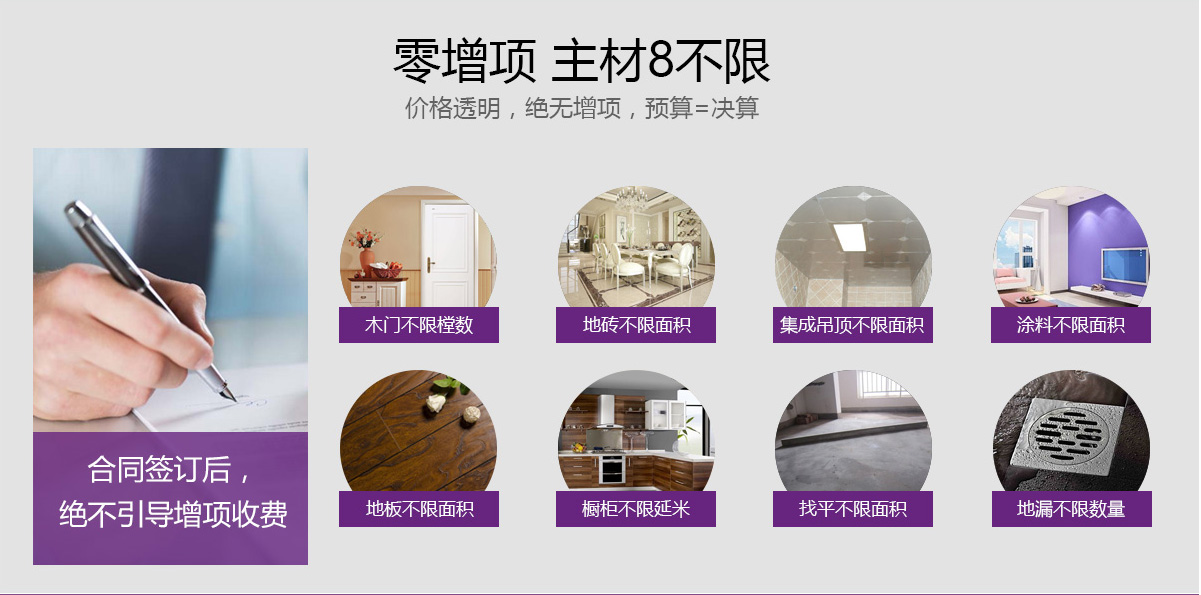 零增项 主材8不限
价格透明，绝无增项，预算=决算
合同签订后，
绝不引导增项收费
木门不限樘数
地砖不限面积
集成吊顶不限面积
涂料不限面积
地板不限面积
橱柜不限延米
找平不限面积
地漏不限数量